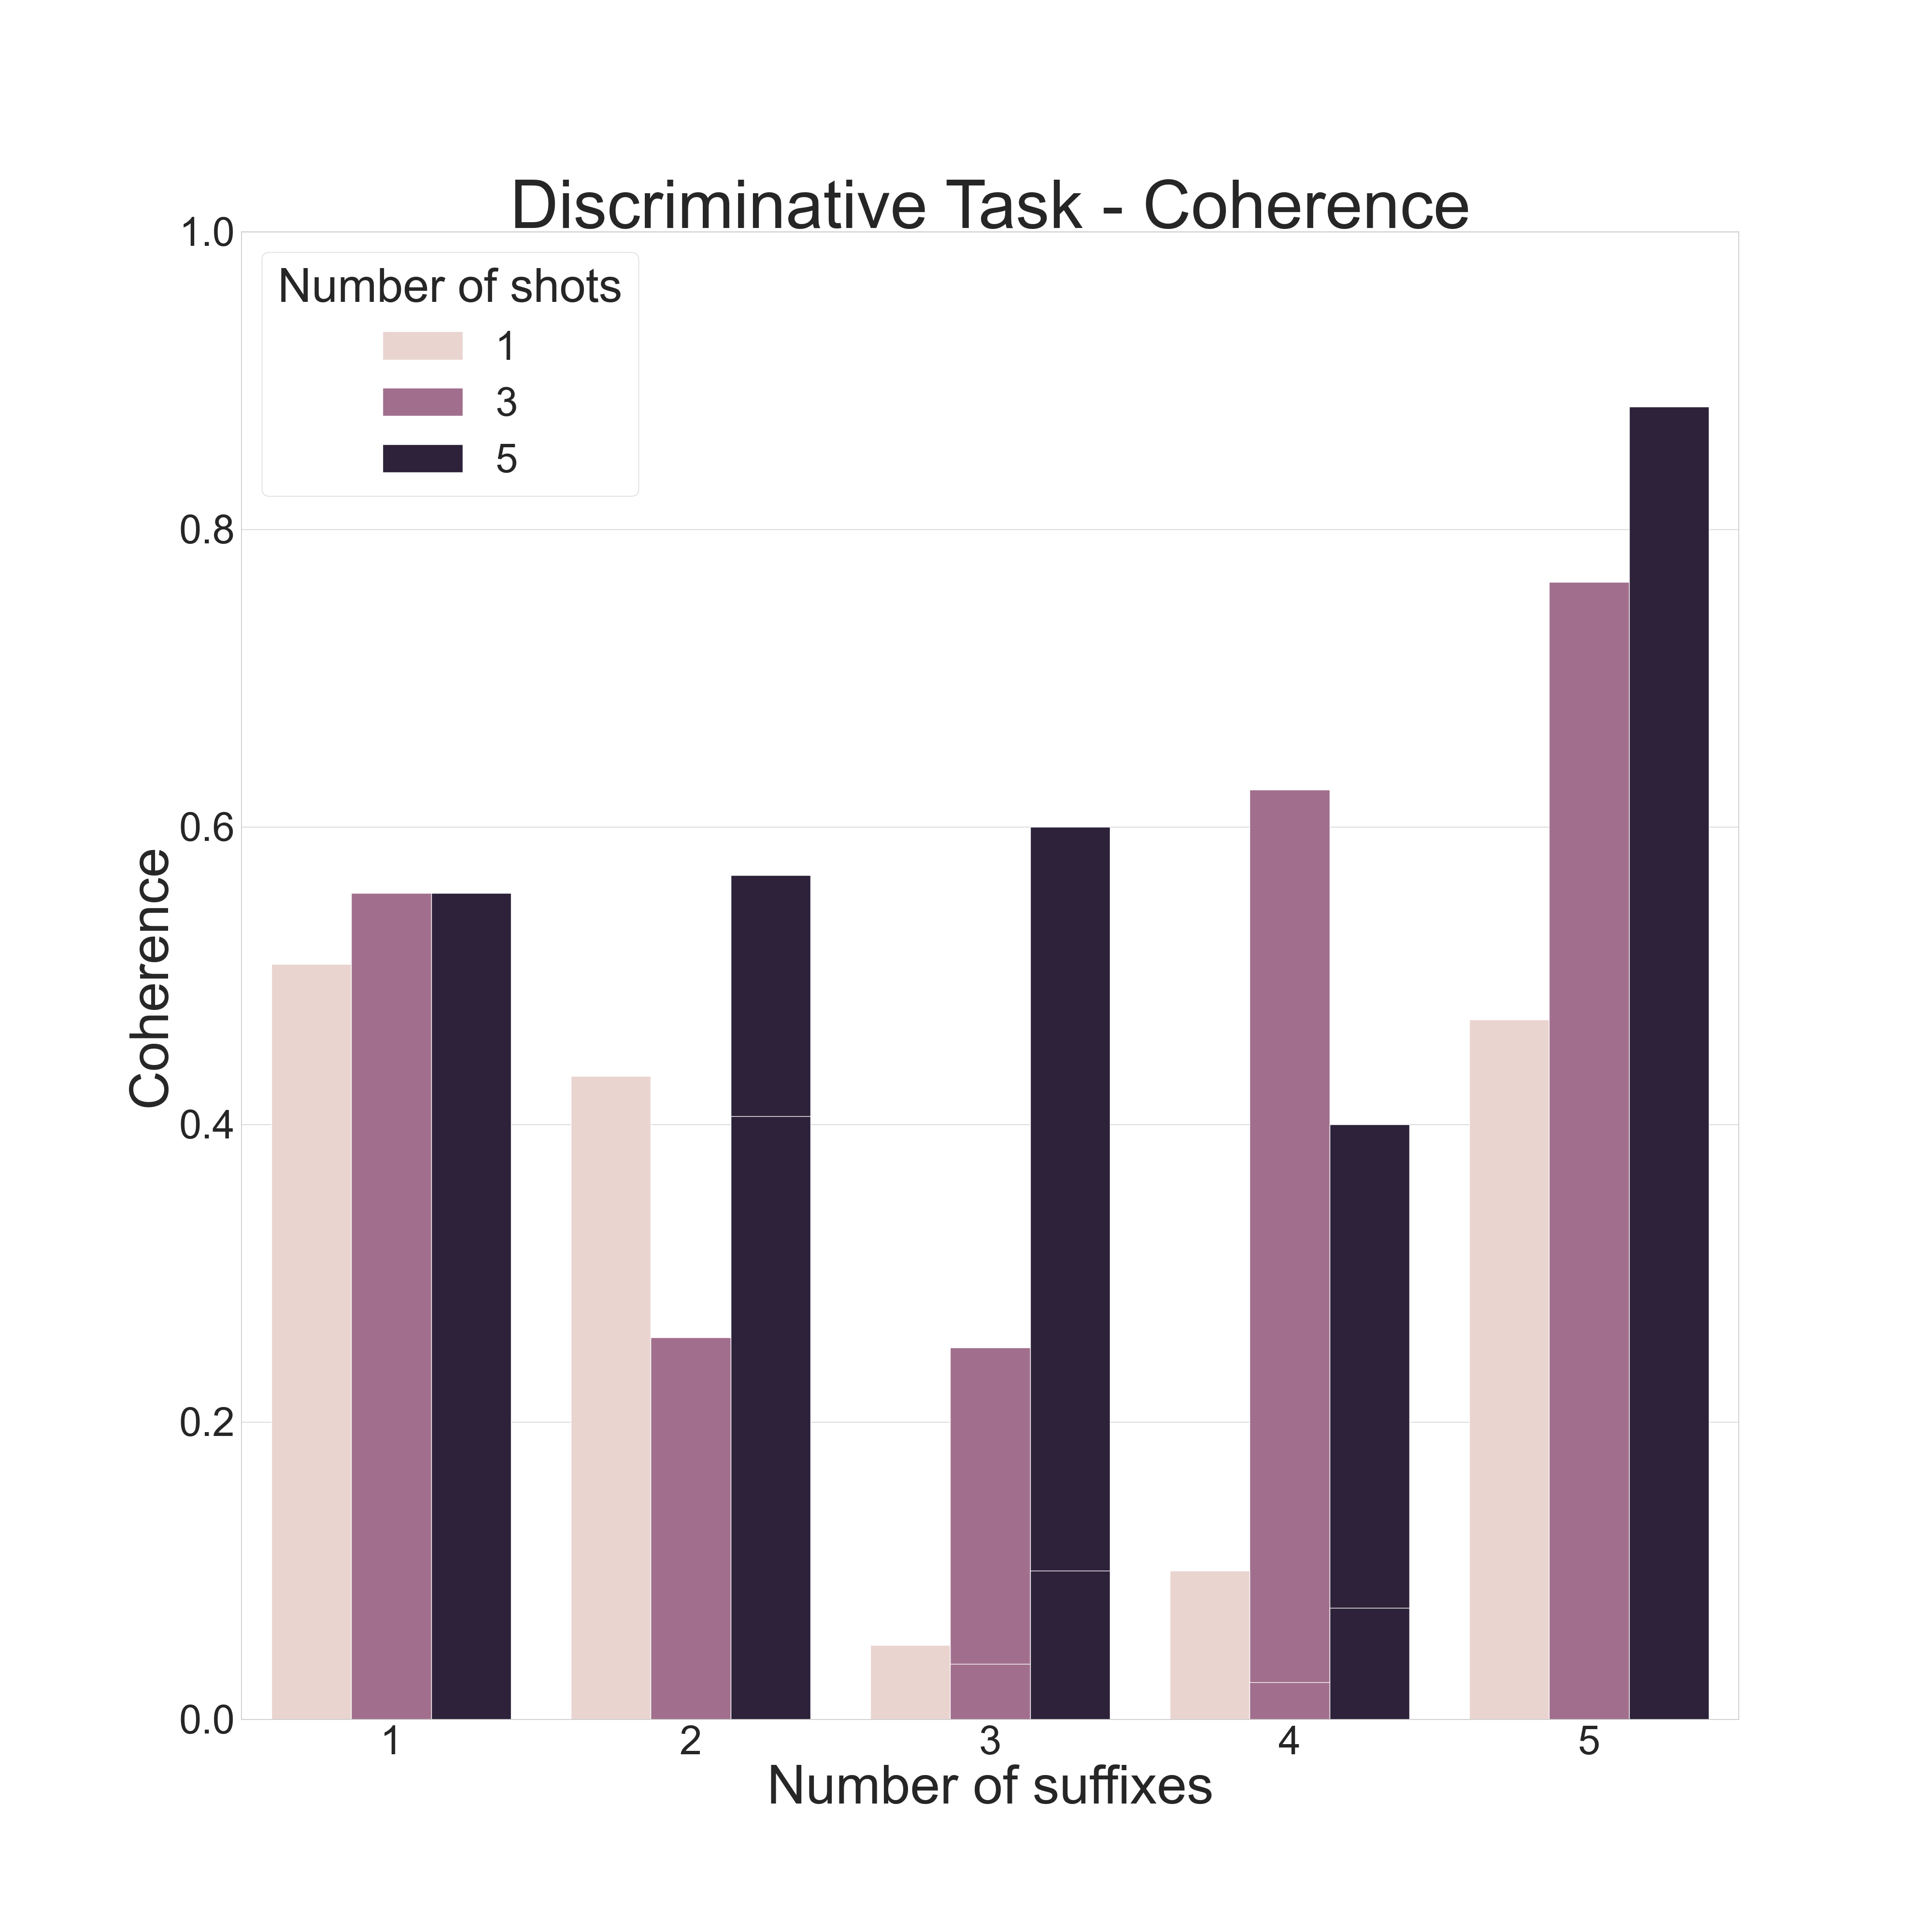 Discriminative Task - Coherence
1.0
Number of shots
1
3
5
0.8
0.6
0.4
0.2
0.0
Coherence
1 2 3 4 5
Number of suffixes